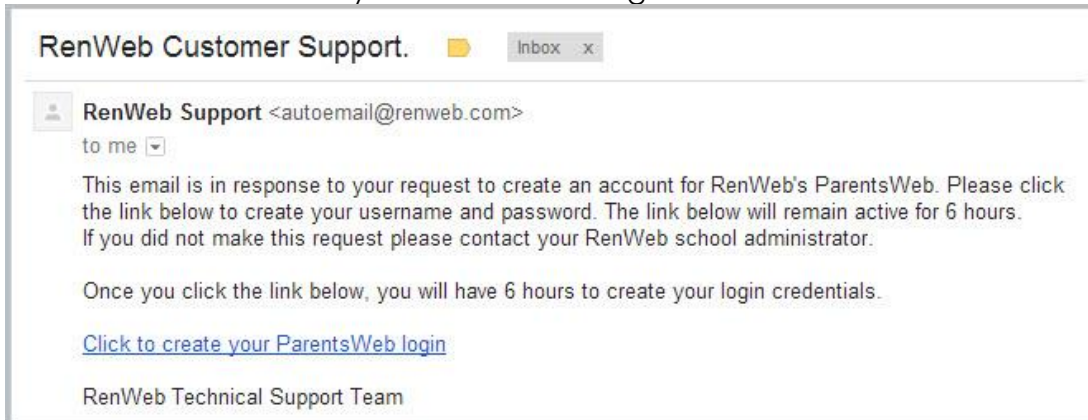 RenWeb Customer Support.
Inbox x
RenWeb Support <autoemail@renweb.com>
to me
This email is in response to your request to create an account for RenWeb's ParentsWeb. Please click
the link below to create your username and password. The link below will remain active for 6 hours.
If you did not make this request please contact your RenWeb school administrator.
Once you click the link below, you will have 6 hours to create your login credentials.
Click to create your ParentsWeb login
RenWeb Technical Support Team